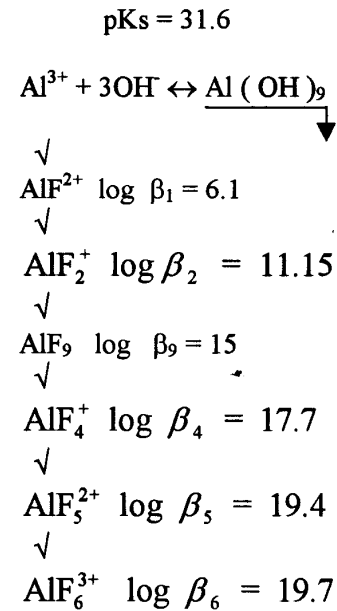 pKs = 31.6
Al³⁺ + 3OH⁻ ↔ Al ( OH )₉
√
AlF²⁺ log β₁ = 6.1
√
AlF₂⁺ log β₂ = 11.15
√
AlF₉ log β₉ = 15
√
AlF₄⁺ log β₄ = 17.7
√
AlF₅²⁺ log β₅ = 19.4
√
AlF₆³⁺ log β₆ = 19.7